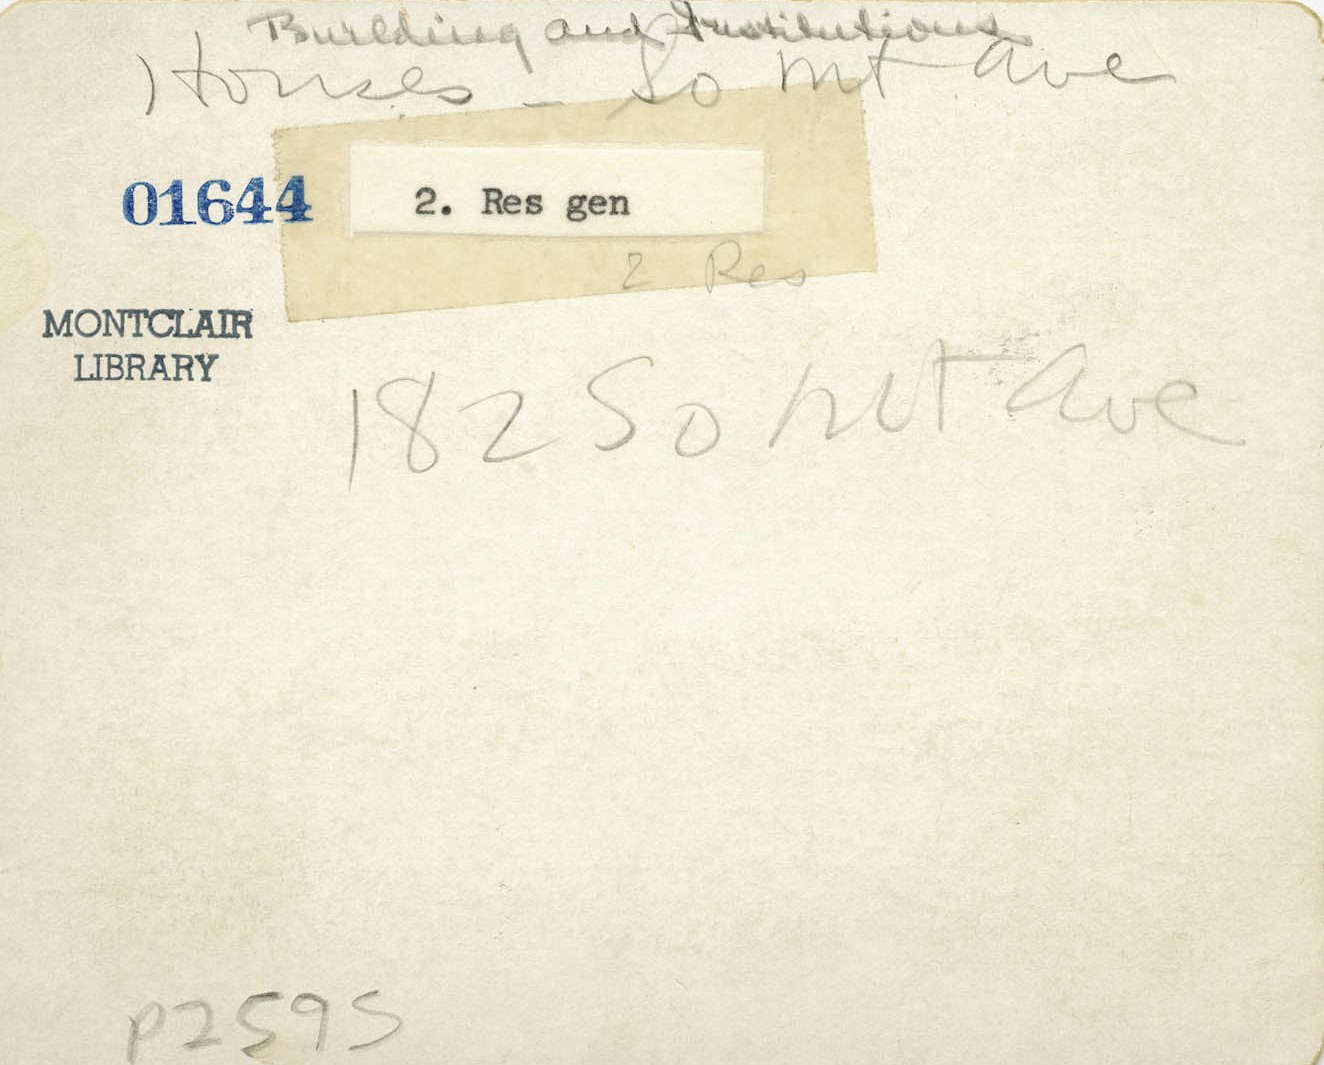 Building and Institutions
Houses - So Mt Ave
01644
2. Res gen
2 Res
MONTCLAIR
LIBRARY
182 So Mt Ave
P2595